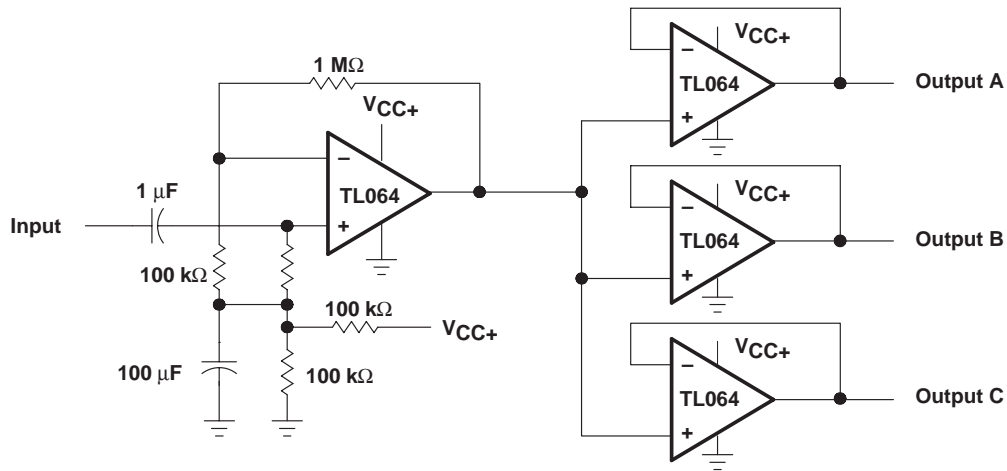 VCC+
−
TL064
+
Output A
1 MΩ
VCC+
−
TL064
+
1 μF
Input
100 kΩ
100 kΩ
VCC+
100 μF
100 kΩ
VCC+
−
TL064
+
Output B
VCC+
−
TL064
+
Output C